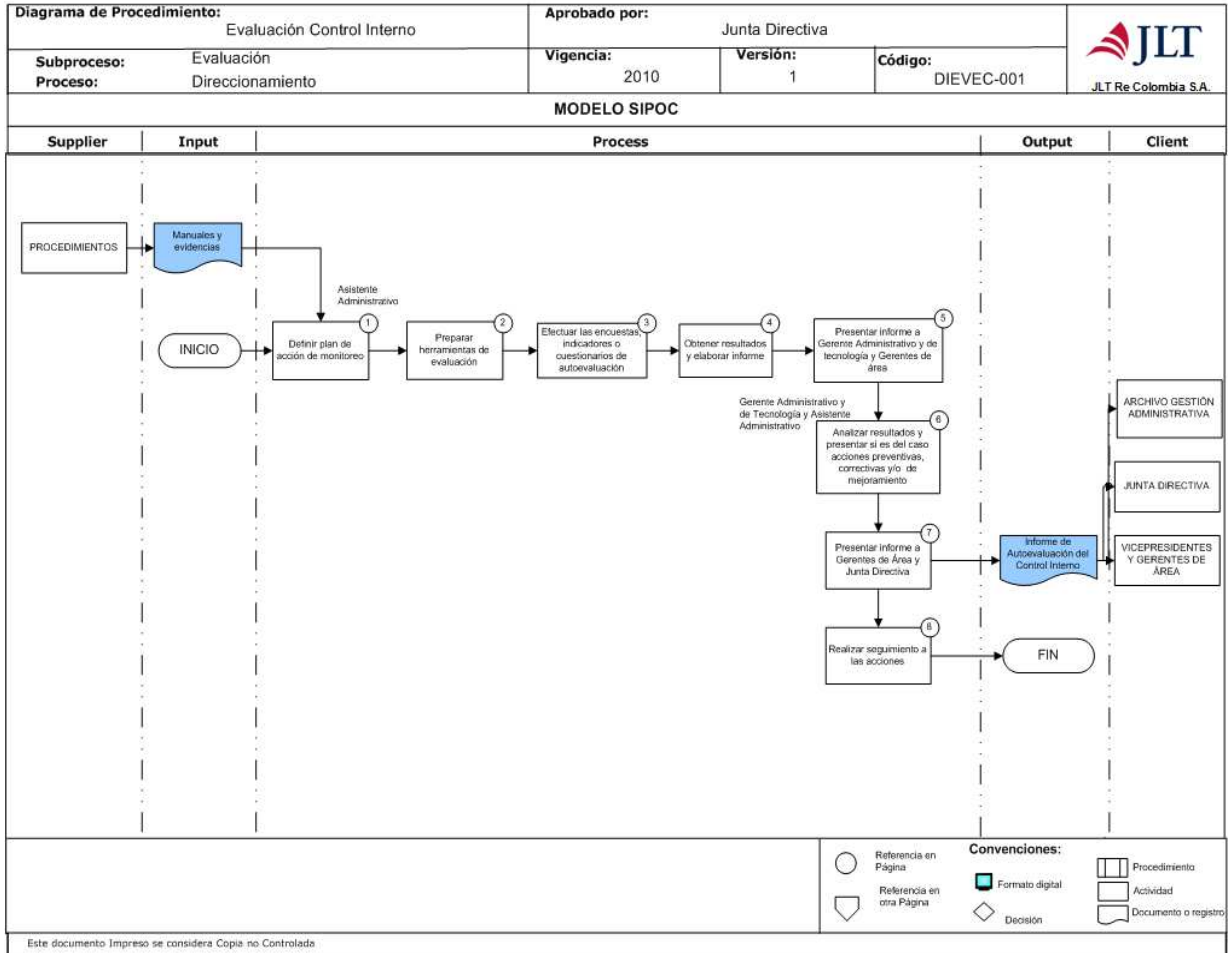 Diagrama de Procedimiento:
Evaluación Control Interno
Aprobado por:
Junta Directiva
JLT
JLT Re Colombia S.A.
Subproceso:
Evaluación
Proceso:
Direccionamiento
Vigencia:
2010
Versión:
1
Código:
DIEVEC-001
MODELO SIPOC
Supplier
Input
Process
Output
Client
PROCEDIMIENTOS
Manuales y
evidencias
Asistente
Administrativo
INICIO
1
Definir plan de
acción de monitoreo
2
Preparar
herramientas de
evaluación
3
Efectuar las encuestas,
indicadores o
cuestionarios de
autoevaluación
4
Obtener resultados
y elaborar informe
5
Presentar informe a
Gerente Administrativo y de
tecnología y Gerentes de
área
Gerente Administrativo y
de Tecnología y Asistente
Administrativo
6
Analizar resultados y
presentar si es del caso
acciones preventivas,
correctivas y/o de
mejoramiento
7
Presentar informe a
Gerentes de Área y
Junta Directiva
Informe de
Autoevaluación del
Control Interno
ARCHIVO GESTIÓN
ADMINISTRATIVA
JUNTA DIRECTIVA
VICEPRESIDENTES
Y GERENTES DE
ÀREA
8
Realizar seguimiento a
las acciones
FIN
Convenciones:
Referencia en
Página
Referencia en
otra Página
Formato digital
Decisión
Procedimiento
Actividad
Documento o registro
Este documento Impreso se considera Copia no Controlada